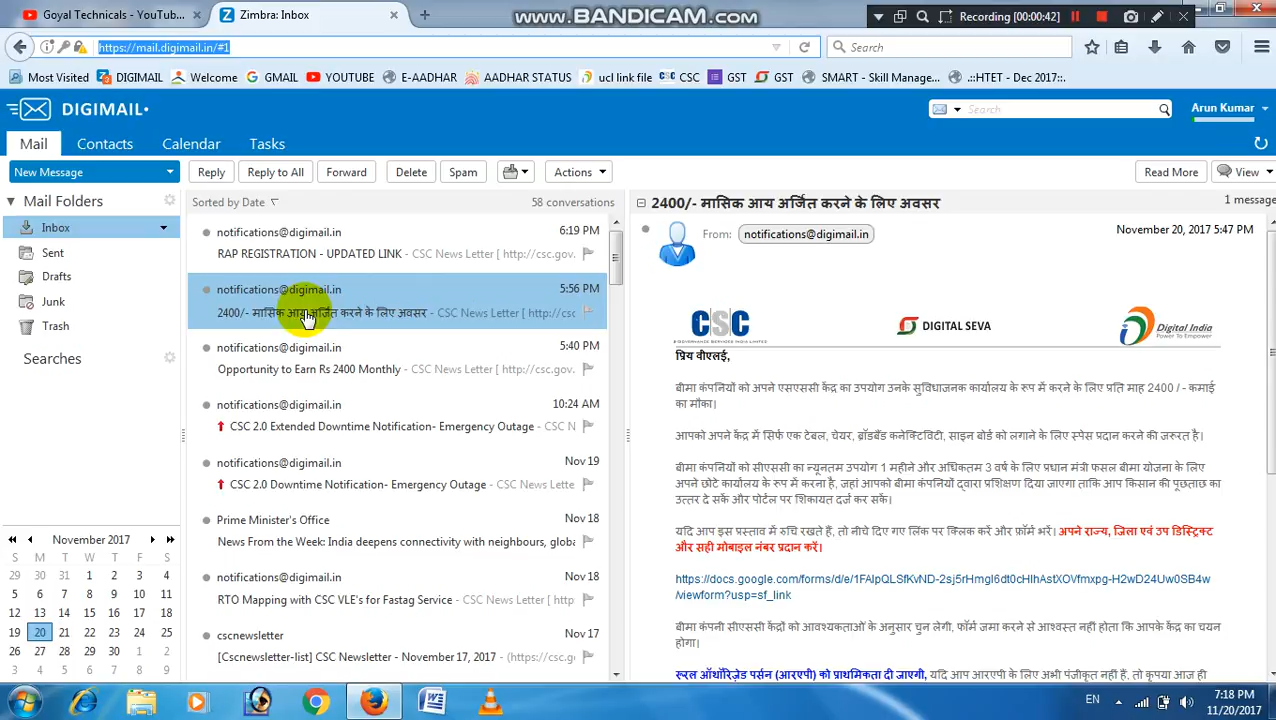 Goyal Technicals - YouTub...
Zimbra: Inbox
WWW.BANDICAM.COM
Recording [00:00:42]
https://mail.digimail.in/#1
Search
Most Visited
DIGIMAIL
Welcome
GMAIL
YOUTUBE
E-AADHAR
AADHAR STATUS
ucl link file
CSC
GST
GST
SMART - Skill Manage...
.::HTET - Dec 2017::.
DIGIMAIL
Search
Arun Kumar
Mail
Contacts
Calendar
Tasks
New Message
Reply
Reply to All
Forward
Delete
Spam
Actions
Read More
View
Mail Folders
Inbox
Sent
Drafts
Junk
Trash
Searches
November 2017
S M T W T F S
29 30 31 1 2 3 4
5 6 7 8 9 10 11
12 13 14 15 16 17 18
19 20 21 22 23 24 25
26 27 28 29 30 1 2
3 4 5 6 7 8 9
Sorted by Date
58 conversations
notifications@digimail.in 6:19 PM
RAP REGISTRATION - UPDATED LINK - CSC News Letter [ http://csc.gov.
notifications@digimail.in 5:56 PM
2400/- मासिक आय अर्जित करने के लिए अवसर - CSC News Letter [ http://csc
notifications@digimail.in 5:40 PM
Opportunity to Earn Rs 2400 Monthly - CSC News Letter [ http://csc.gov.
notifications@digimail.in 10:24 AM
CSC 2.0 Extended Downtime Notification- Emergency Outage - CSC N
notifications@digimail.in Nov 19
CSC 2.0 Downtime Notification- Emergency Outage - CSC News Lette
Prime Minister's Office Nov 18
News From the Week: India deepens connectivity with neighbours, globa
notifications@digimail.in Nov 18
RTO Mapping with CSC VLE's for Fastag Service - CSC News Letter [ http
cscnewsletter Nov 17
[Cscnewsletter-list] CSC Newsletter - November 17, 2017 - (https://csc.g
2400/- मासिक आय अर्जित करने के लिए अवसर
1 message
From: notifications@digimail.in
November 20, 2017 5:47 PM
CSC
DIGITAL SEVA
Digital India
Power To Empower
प्रिय वीएलई,
बीमा कंपनियों को अपने एसएससी केंद्र का उपयोग उनके सुविधाजनक कार्यालय के रुप में करने के लिए प्रति माह 2400 / - कमाई
का मौका।
आपको अपने केंद्र में सिर्फ एक टेबल, चेयर, ब्रॉडबैंड कनेक्टिविटी, साइन बोर्ड को लगाने के लिए स्पेस प्रदान करने की जरुरत है।
बीमा कंपनियों को सीएससी का न्यूनतम उपयोग 1 महीने और अधिकतम 3 वर्ष के लिए प्रधान मंत्री फसल बीमा योजना के लिए
अपने छोटे कार्यालय के रुप में करना है, जहां आपको बीमा कंपनियों द्वारा प्रशिक्षण दिया जाएगा ताकि आप किसान की पूछताछ का
उत्तर दे सकें और पोर्टल पर शिकायत दर्ज कर सकें।
यदि आप इस प्रस्ताव में रुचि रखते हैं, तो नीचे दिए गए लिंक पर क्लिक करें और फ़ॉर्म भरें। अपने राज्य, जिला एवं उप डिस्ट्रिक्ट
और सही मोबाइल नंबर प्रदान करें।
https://docs.google.com/forms/d/e/1FAIpQLSfKvND-2sj5rHmgI6dt0cHIhAstXOVfmxpg-H2wD24Uw0SB4w
/viewform?usp=sf_link
बीमा कंपनी सीएससी केंद्रों को आवश्यकताओं के अनुसार चुन लेगी, फॉर्म जमा करने से आश्वस्त नहीं होता कि आपके केंद्र का चयन
होगा।
रूरल ऑथॉरिज़ेड पर्सन (आरएपी) को प्राथमिकता दी जाएगी, यदि आप आरएपी के लिए अभी पंजीकृत नहीं हैं, तो कृपया आज ही
EN
7:18 PM
11/20/2017